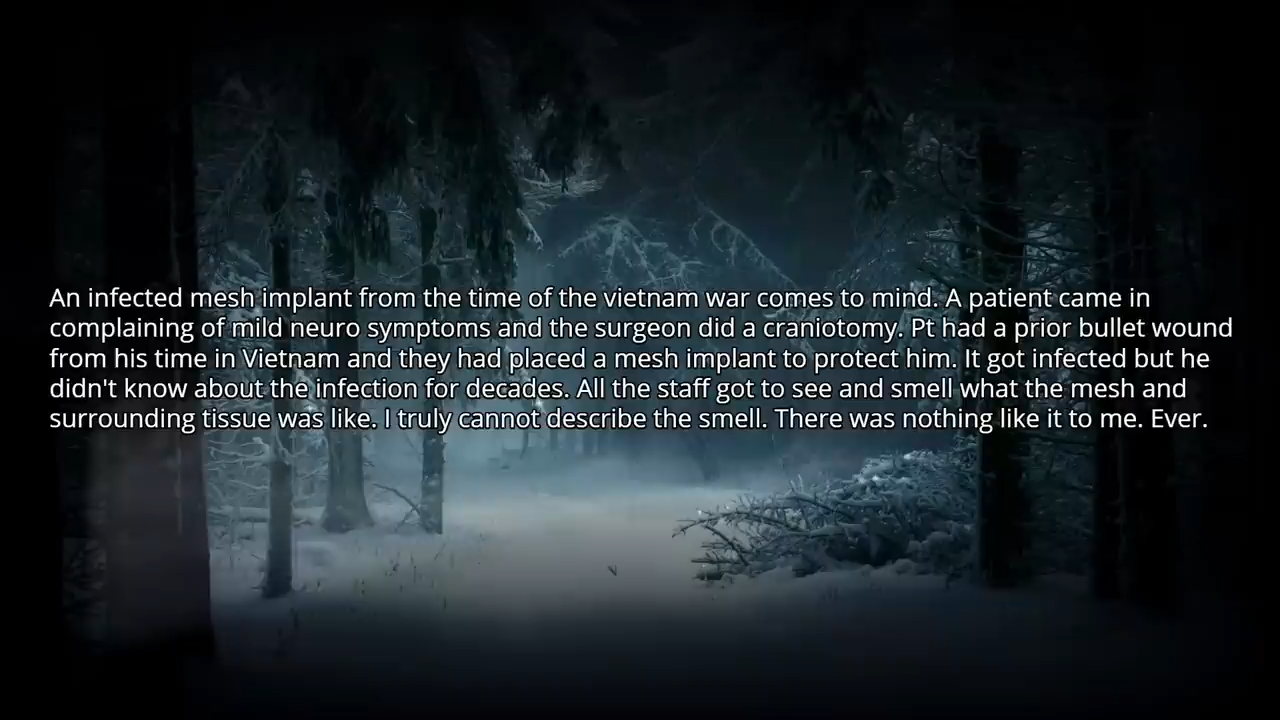 An infected mesh implant from the time of the vietnam war comes to mind. A patient came in
complaining of mild neuro symptoms and the surgeon did a craniotomy. Pt had a prior bullet wound
from his time in Vietnam and they had placed a mesh implant to protect him. It got infected but he
didn't know about the infection for decades. All the staff got to see and smell what the mesh and
surrounding tissue was like. I truly cannot describe the smell. There was nothing like it to me. Ever.